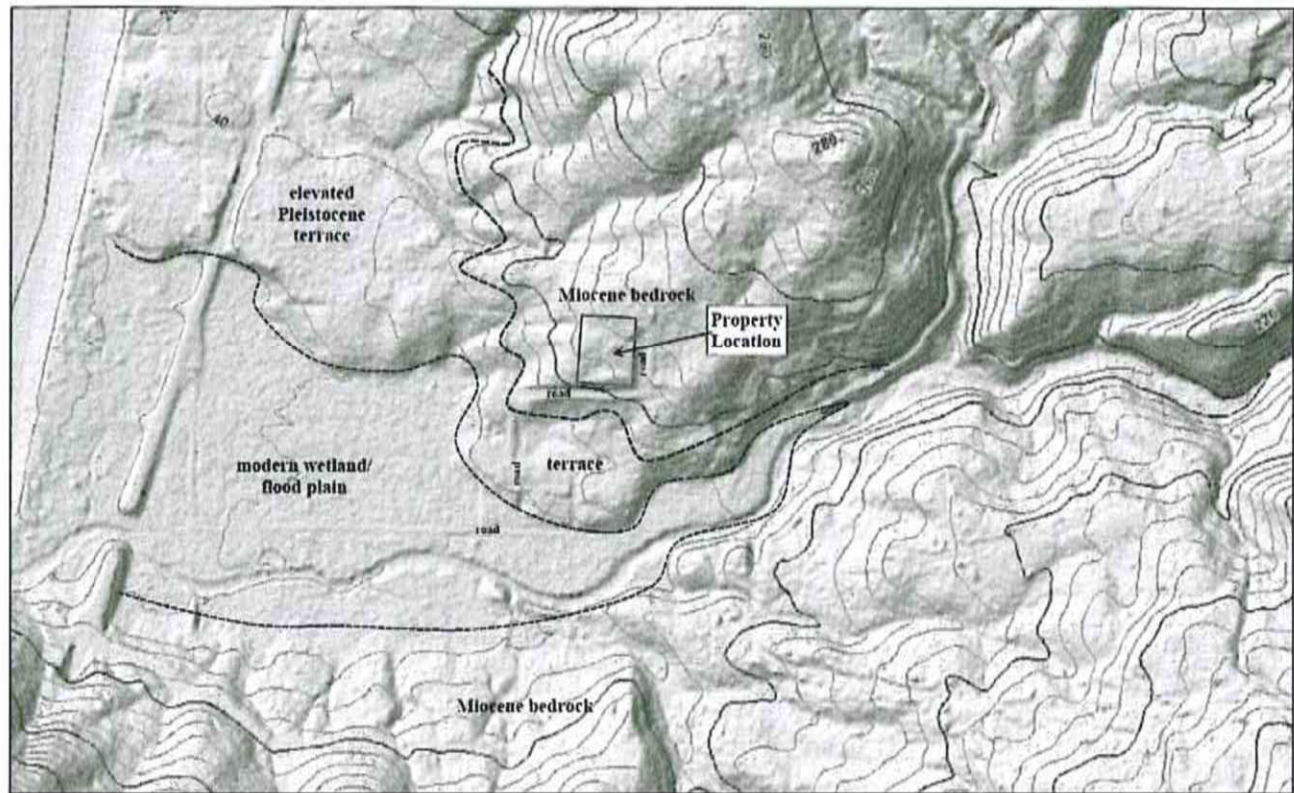 40
280
elevated
Pleistocene
terrace
Miocene bedrock
Property
Location
road
road
road
terrace
modern wetland/
flood plain
road
220
Miocene bedrock